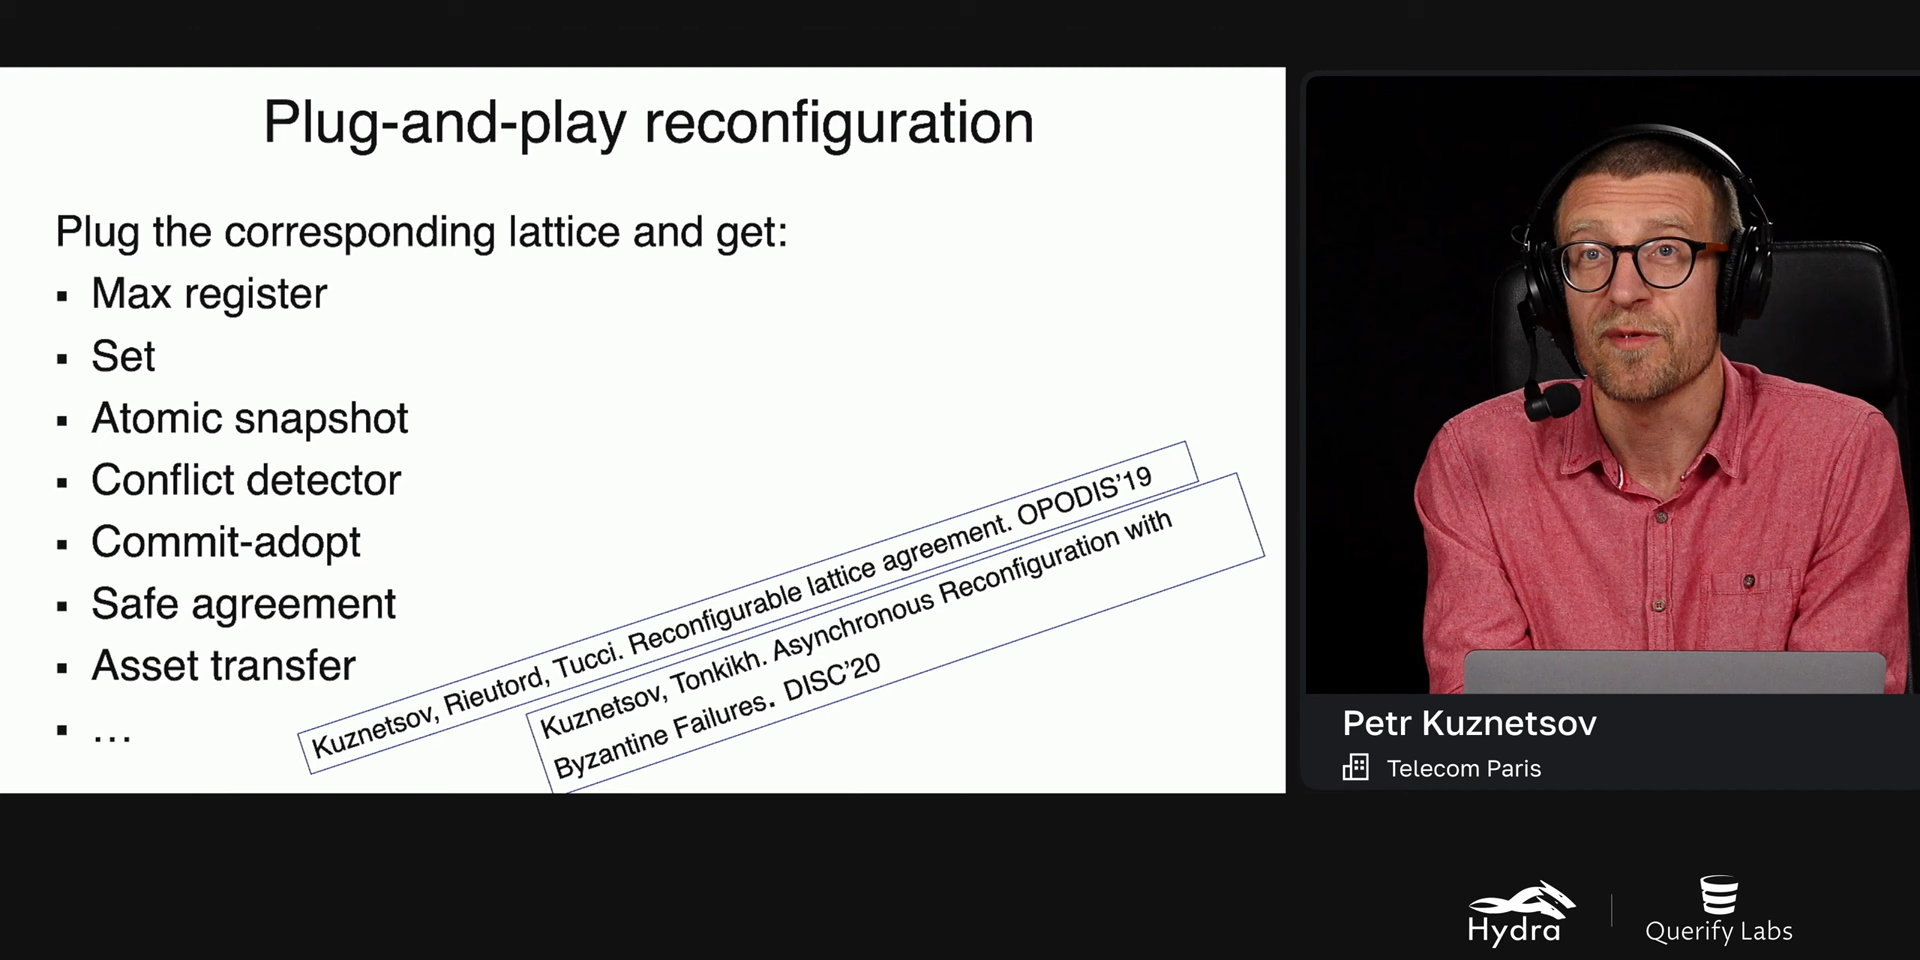 Plug-and-play reconfiguration
Plug the corresponding lattice and get:
▪ Max register
▪ Set
▪ Atomic snapshot
▪ Conflict detector
▪ Commit-adopt
▪ Safe agreement
▪ Asset transfer
▪ ...
Kuznetsov, Rieutord, Tucci. Reconfigurable lattice agreement. OPODIS'19
Kuznetsov, Tonkikh. Asynchronous Reconfiguration with
Byzantine Failures. DISC'20
Petr Kuznetsov
Telecom Paris
Hydra
Querify Labs